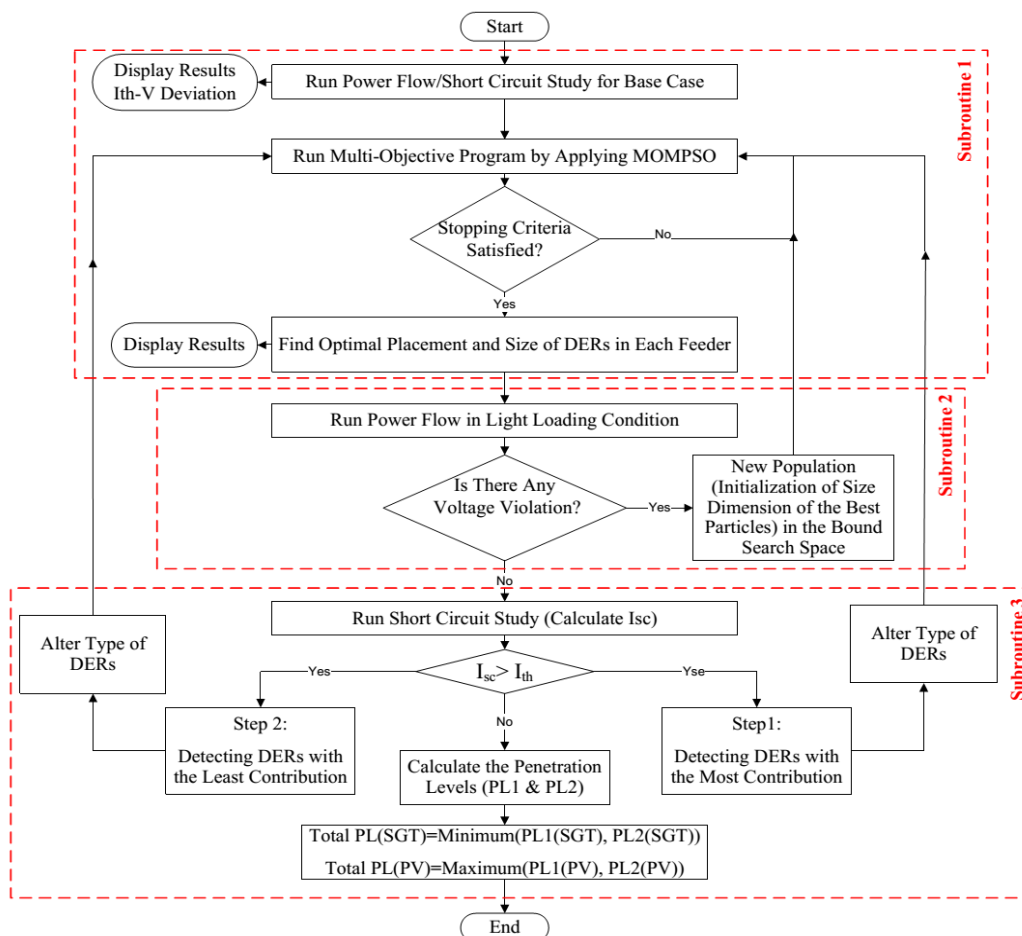 Start
Display Results
Ith-V Deviation
Run Power Flow/Short Circuit Study for Base Case
Subroutine 1
Run Multi-Objective Program by Applying MOMPSO
Stopping Criteria
Satisfied?
No
Yes
Display Results
Find Optimal Placement and Size of DERs in Each Feeder
Run Power Flow in Light Loading Condition
Subroutine 2
Is There Any
Voltage Violation?
Yes
New Population
(Initialization of Size
Dimension of the Best
Particles) in the Bound
Search Space
No
Run Short Circuit Study (Calculate Isc)
Subroutine 3
Alter Type of
DERs
Alter Type of
DERs
Isc> Ith
Yes
Yse
No
Step 2:
Detecting DERs with
the Least Contribution
Step1:
Detecting DERs with
the Most Contribution
Calculate the Penetration
Levels (PL1 & PL2)
Total PL(SGT)=Minimum(PL1(SGT), PL2(SGT))
Total PL(PV)=Maximum(PL1(PV), PL2(PV))
End